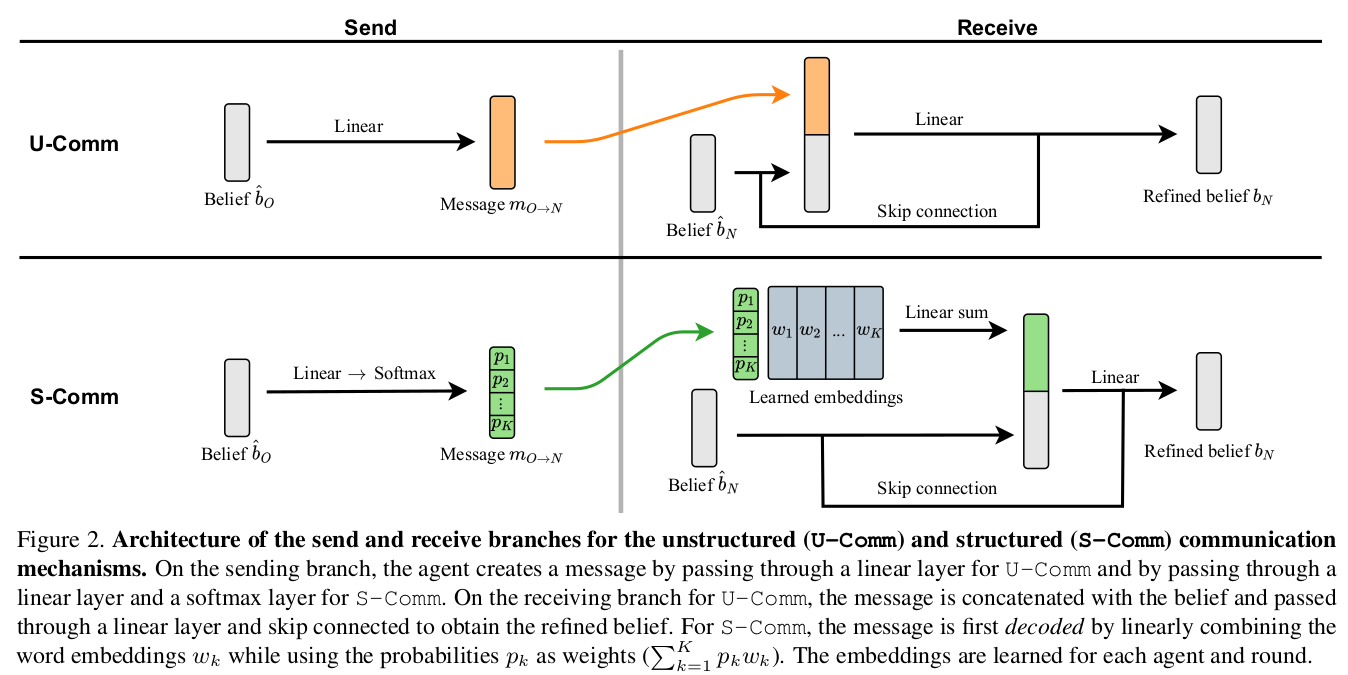 Send
Receive
U-Comm
Linear
Belief $\hat{b}_O$
Message $m_{O \to N}$
Belief $\hat{b}_N$
Linear
Skip connection
Refined belief $b_N$
S-Comm
Linear → Softmax
Belief $\hat{b}_O$
$p_1$
$p_2$
⋮
$p_K$
Message $m_{O \to N}$
$p_1$
$p_2$
⋮
$p_K$
$w_1$ $w_2$ ... $w_K$
Learned embeddings
Linear sum
Belief $\hat{b}_N$
Skip connection
Linear
Refined belief $b_N$
Figure 2. Architecture of the send and receive branches for the unstructured (U-Comm) and structured (S-Comm) communication
mechanisms. On the sending branch, the agent creates a message by passing through a linear layer for U-Comm and by passing through a
linear layer and a softmax layer for S-Comm. On the receiving branch for U-Comm, the message is concatenated with the belief and passed
through a linear layer and skip connected to obtain the refined belief. For S-Comm, the message is first decoded by linearly combining the
word embeddings $w_k$ while using the probabilities $p_k$ as weights ($\sum_{k=1}^{K} p_k w_k$). The embeddings are learned for each agent and round.